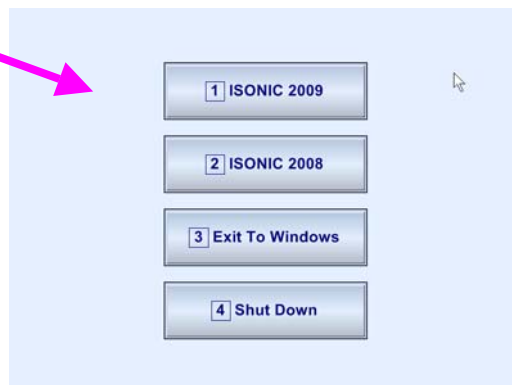 1 ISONIC 2009
2 ISONIC 2008
3 Exit To Windows
4 Shut Down